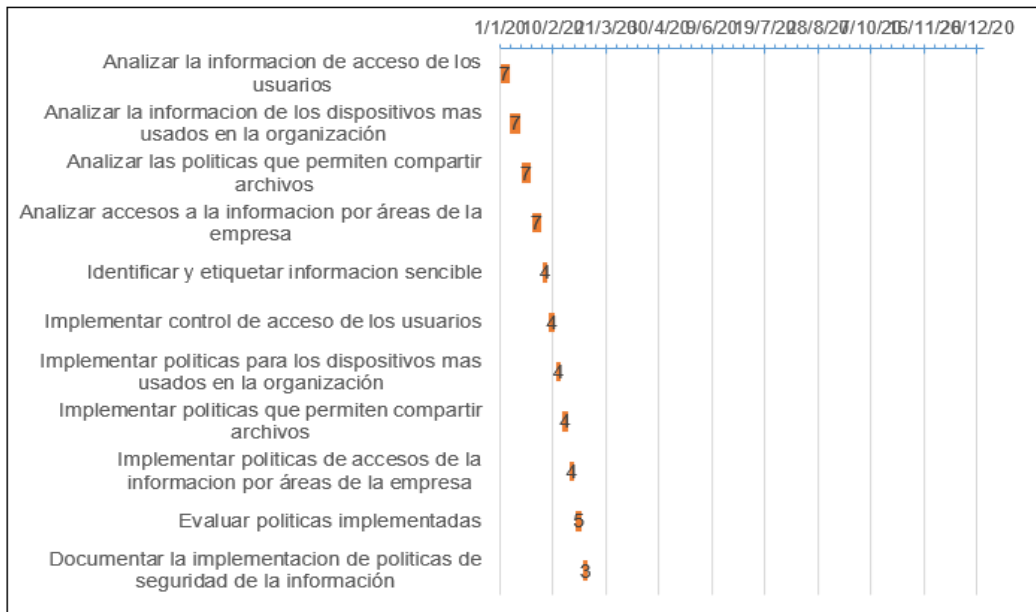 1/1/20 10/2/20 21/3/20 30/4/20 9/6/20 19/7/20 28/8/20 7/10/20 16/11/20 26/12/20
Analizar la informacion de acceso de los
usuarios
7
Analizar la informacion de los dispositivos mas
usados en la organización
7
Analizar las politicas que permiten compartir
archivos
7
Analizar accesos a la informacion por áreas de la
empresa
7
Identificar y etiquetar informacion sencible
4
Implementar control de acceso de los usuarios
4
Implementar politicas para los dispositivos mas
usados en la organización
4
Implementar politicas que permiten compartir
archivos
4
Implementar politicas de accesos de la
informacion por áreas de la empresa
4
Evaluar politicas implementadas
5
Documentar la implementacion de politicas de
seguridad de la información
3